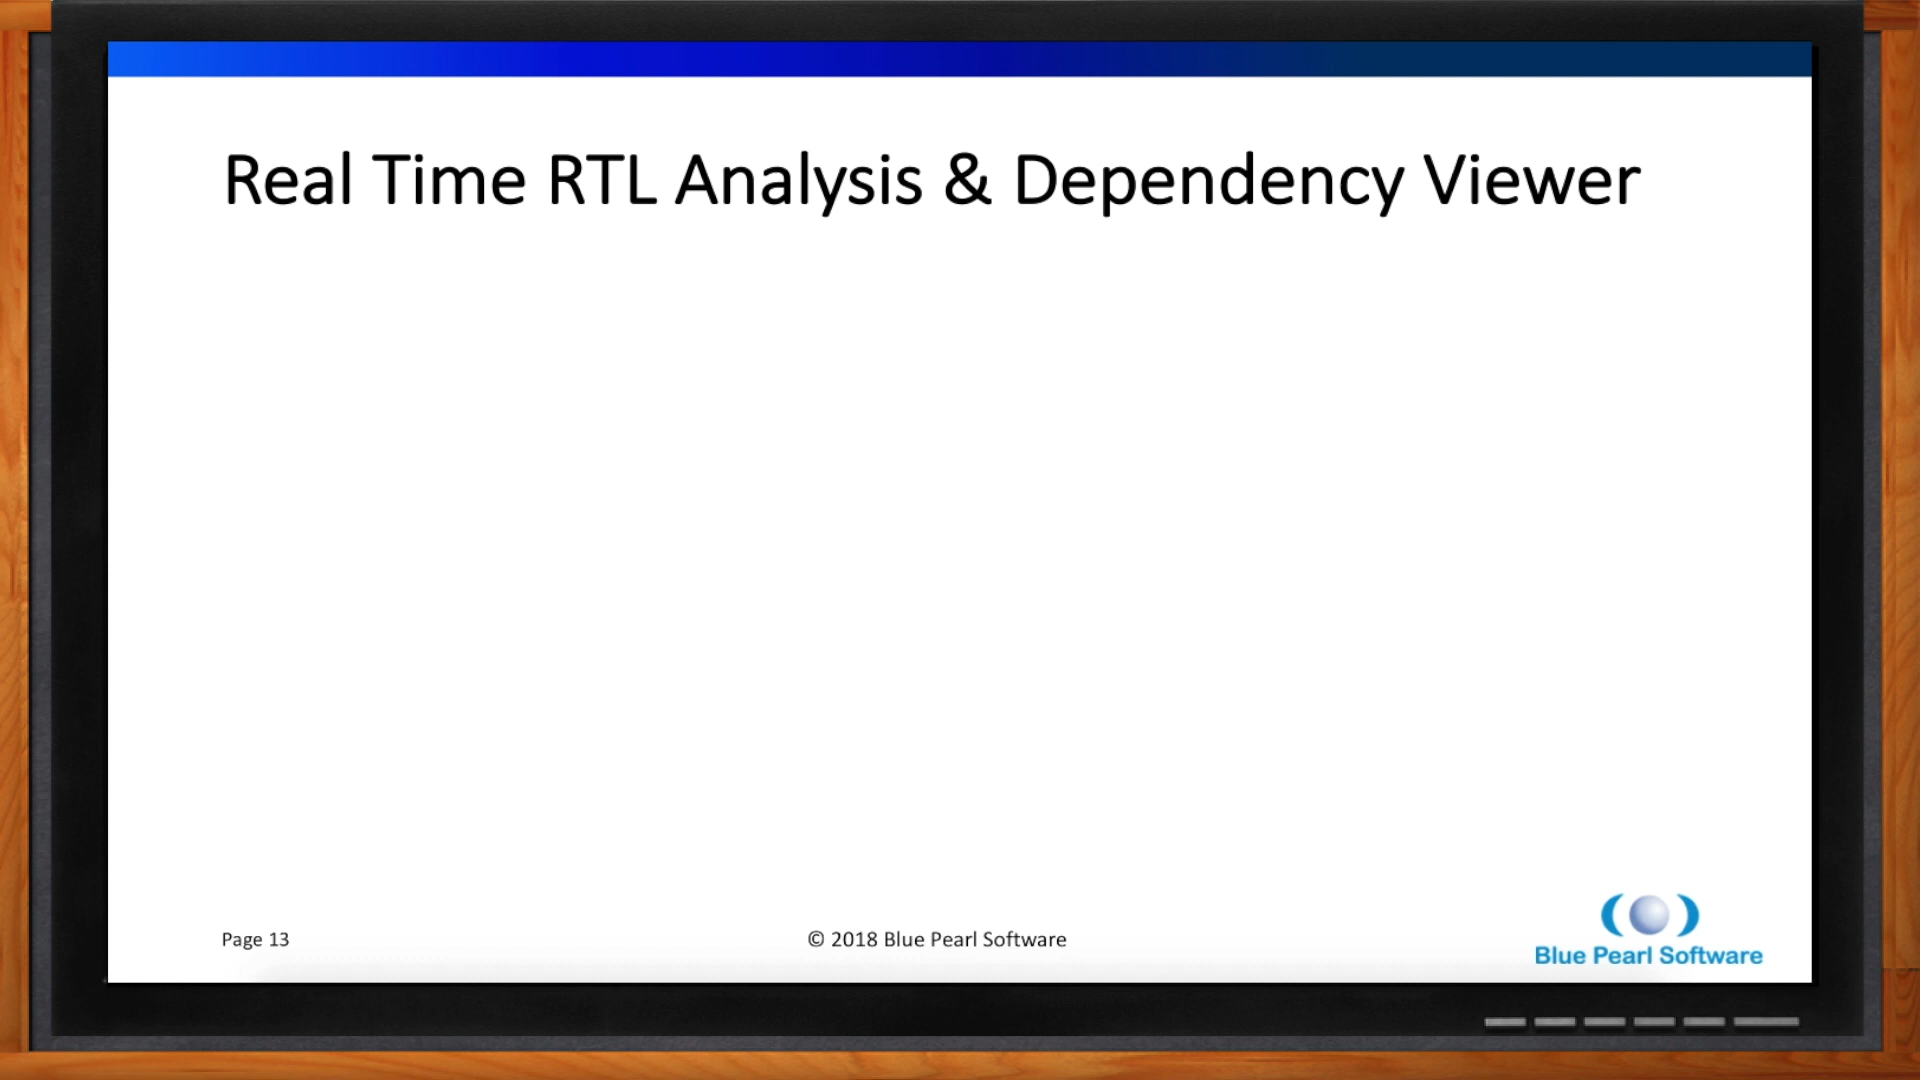 Real Time RTL Analysis & Dependency Viewer
Page 13
© 2018 Blue Pearl Software
Blue Pearl Software